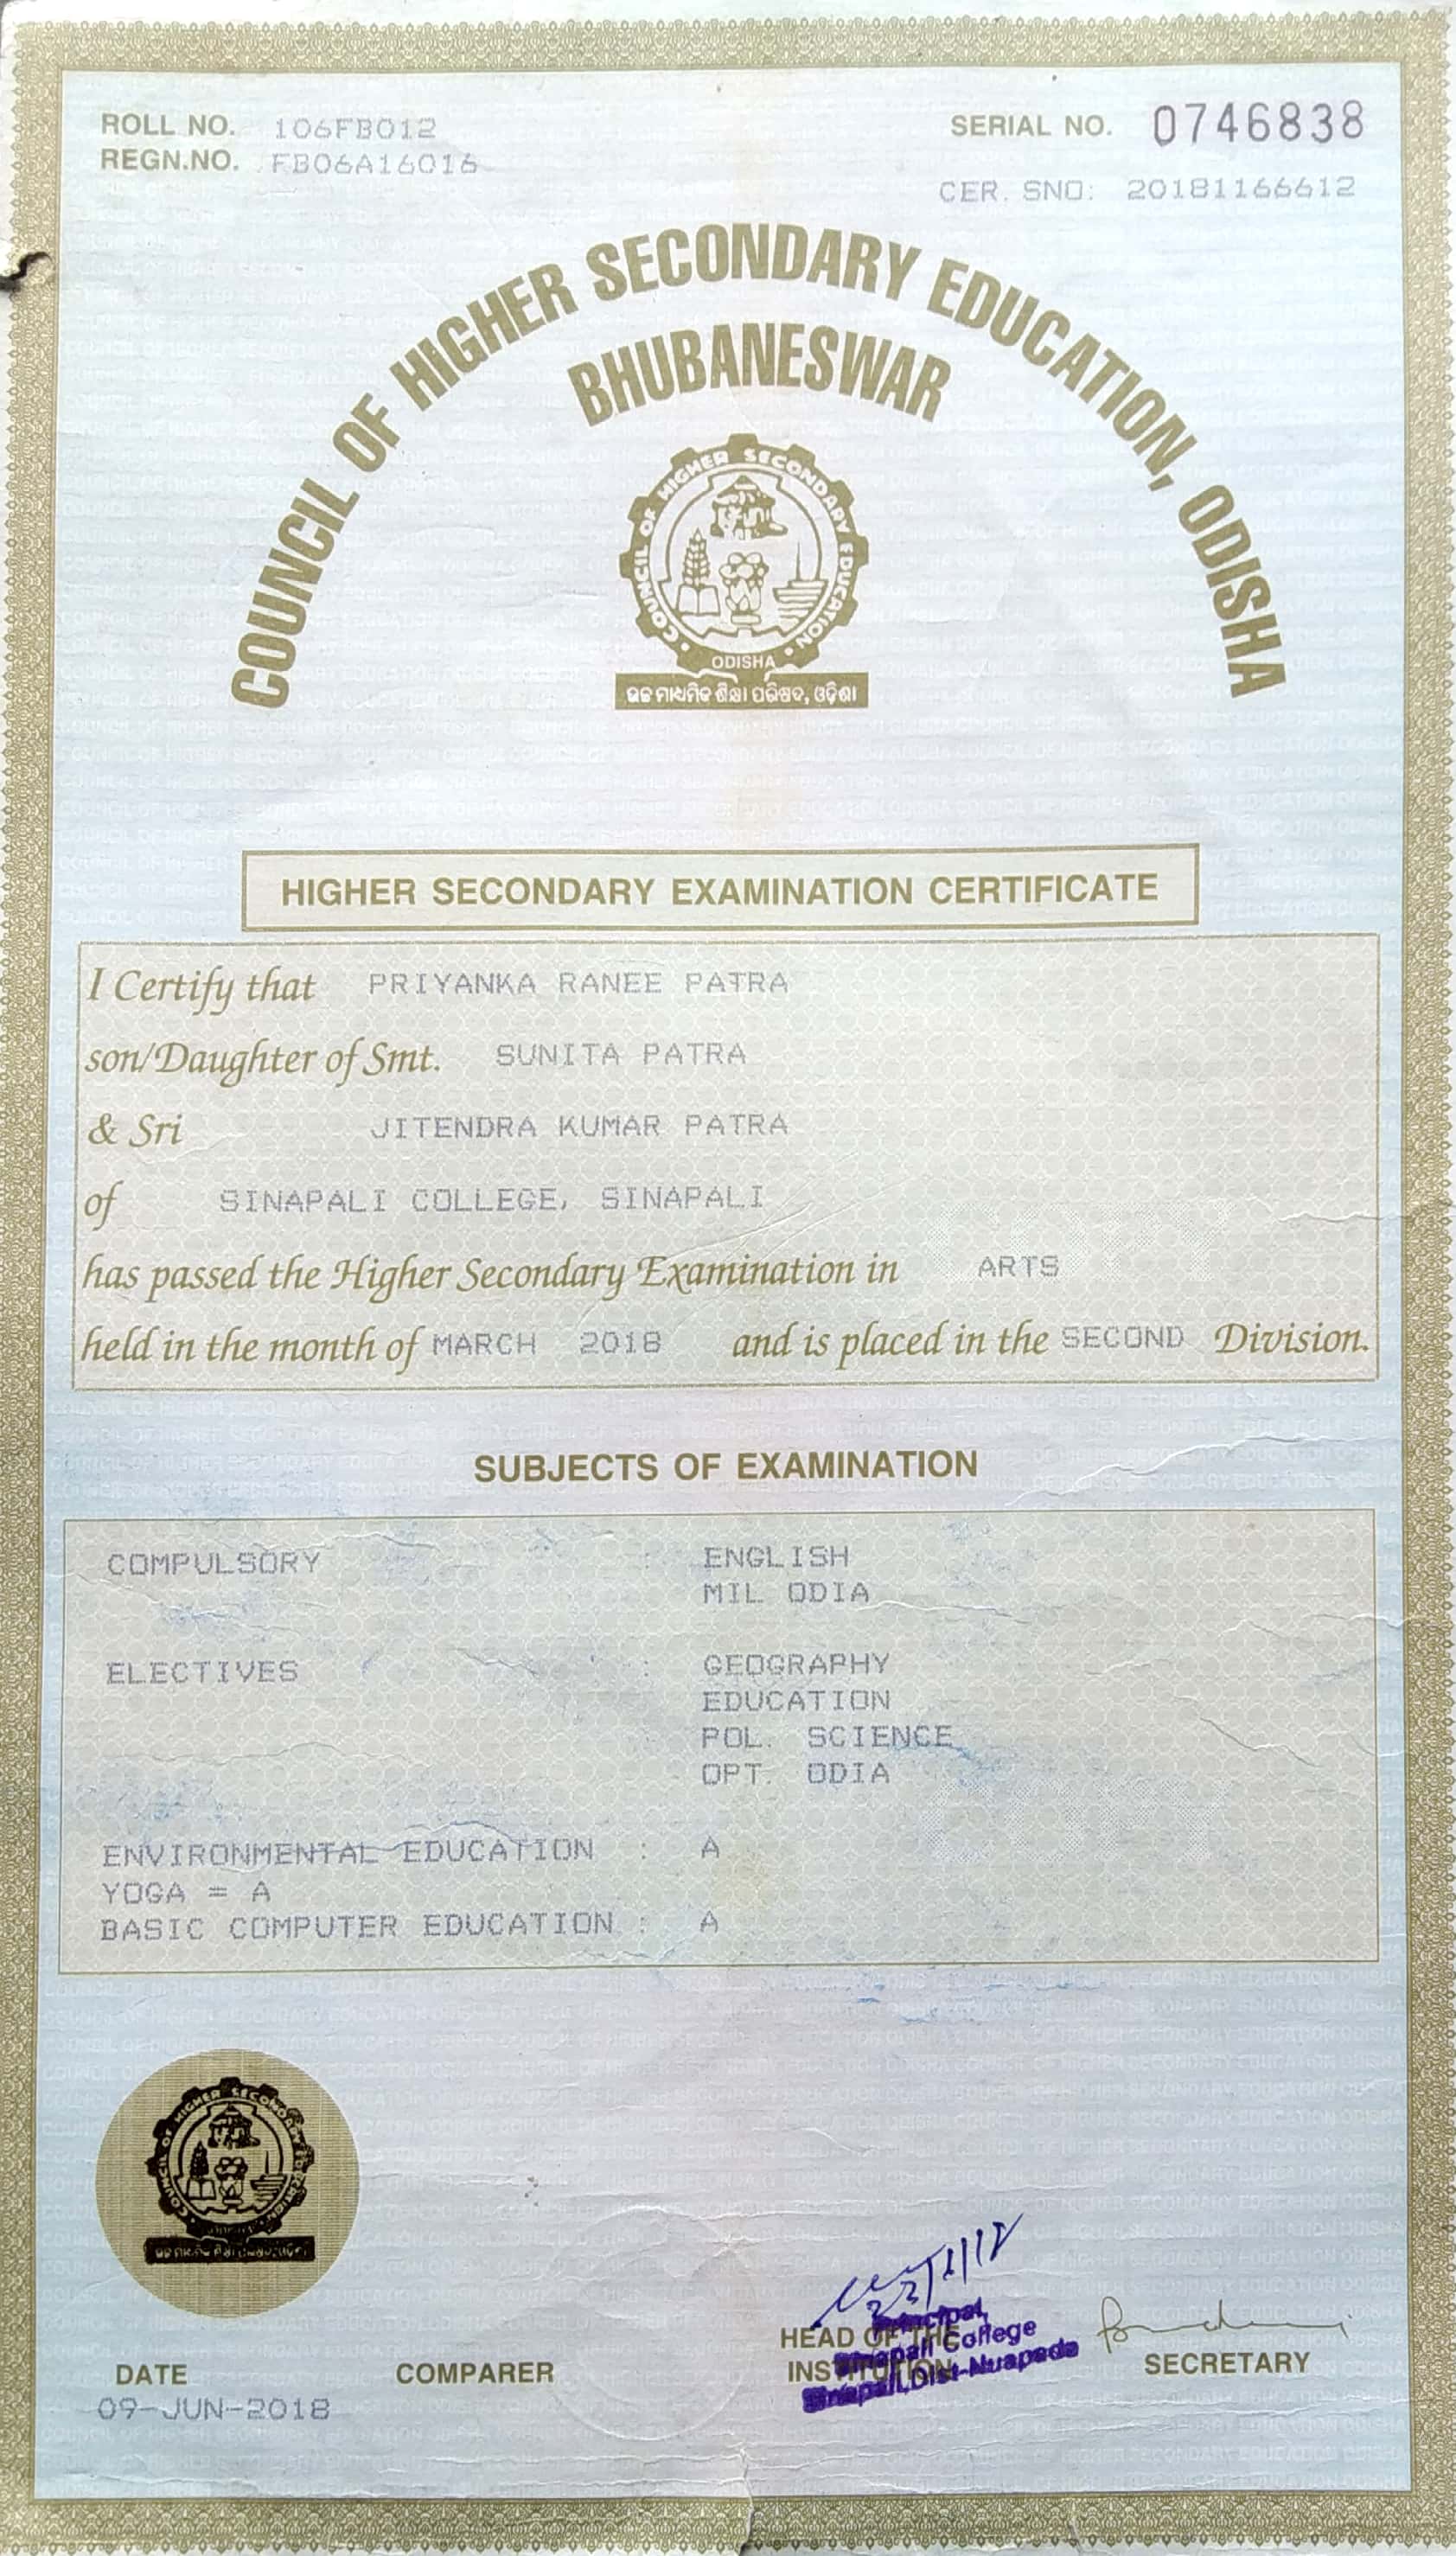 ROLL NO. 106FB012
REGN.NO. FB06A16016
SERIAL NO. 0746838
CER. SNO: 20181166612
COUNCIL OF HIGHER SECONDARY EDUCATION, ODISHA
BHUBANESWAR
COUNCIL OF HIGHER SECONDARY EDUCATION
ODISHA
ଉଚ୍ଚ ମାଧ୍ୟମିକ ଶିକ୍ଷା ପରିଷଦ, ଓଡ଼ିଶା
HIGHER SECONDARY EXAMINATION CERTIFICATE
I Certify that PRIYANKA RANEE PATRA
son/Daughter of Smt. SUNITA PATRA
& Sri JITENDRA KUMAR PATRA
of SINAPALI COLLEGE, SINAPALI
has passed the Higher Secondary Examination in ARTS
held in the month of MARCH 2018 and is placed in the SECOND Division.
SUBJECTS OF EXAMINATION
COMPULSORY : ENGLISH
MIL ODIA
ELECTIVES : GEOGRAPHY
EDUCATION
POL. SCIENCE
OPT. ODIA
ENVIRONMENTAL EDUCATION : A
YOGA = A
BASIC COMPUTER EDUCATION : A
COUNCIL OF HIGHER SECONDARY EDUCATION
Principal,
Sinapali College
Sinapali, Dist-Nuapada
HEAD OF THE
INSTITUTION
SECRETARY
COMPARER
DATE
09-JUN-2018